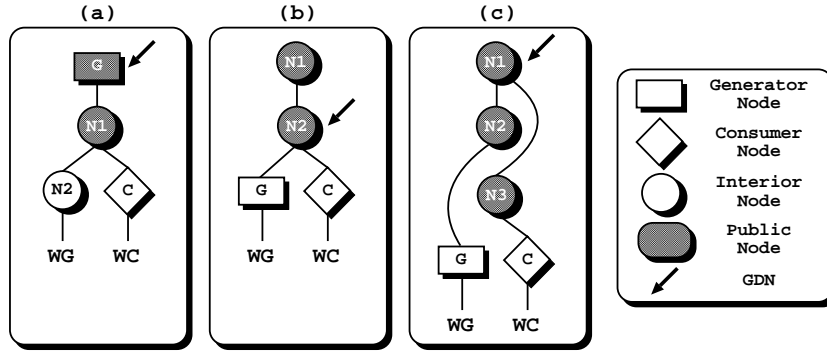 (a)
G
N1
N2 C
WG WC
(b)
N1
N2
G C
WG WC
(c)
N1
N2
N3
G C
WG WC
Generator
Node
Consumer
Node
Interior
Node
Public
Node
GDN